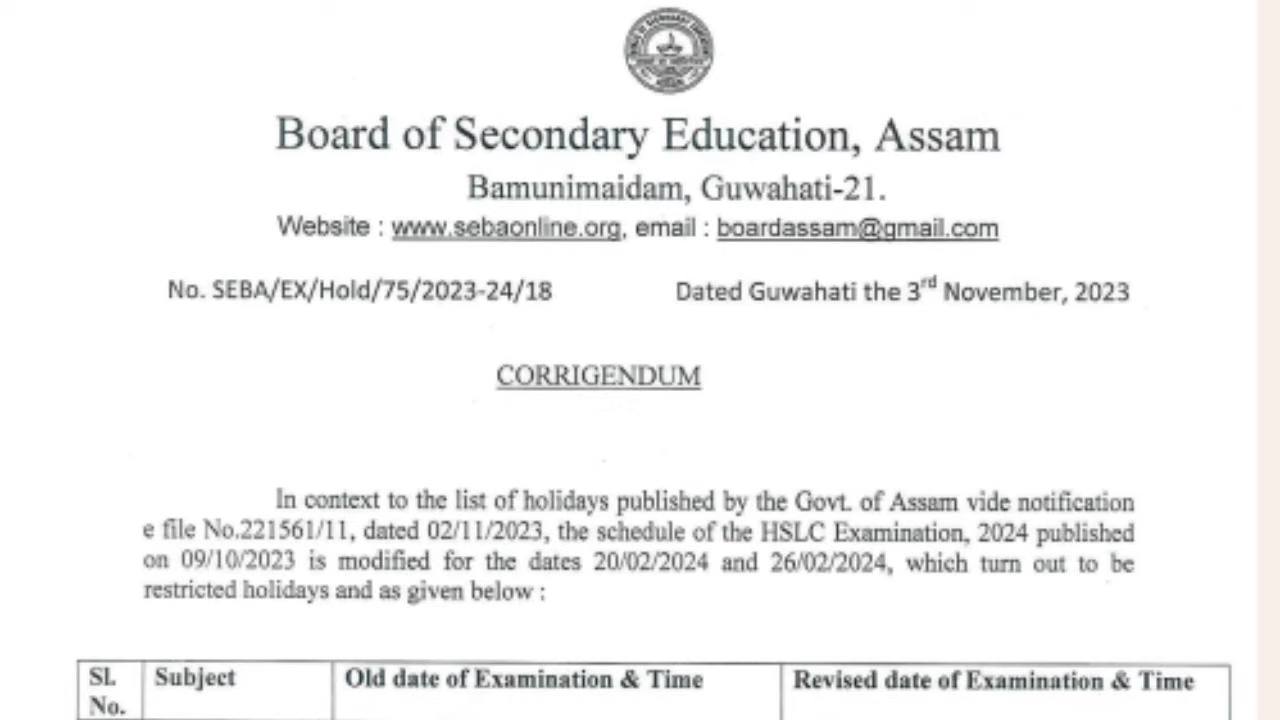 Board of Secondary Education, Assam
Bamunimaidam, Guwahati-21.
Website : www.sebaonline.org, email : boardassam@gmail.com
No. SEBA/EX/Hold/75/2023-24/18 Dated Guwahati the 3rd November, 2023
CORRIGENDUM
In context to the list of holidays published by the Govt. of Assam vide notification
e file No.221561/11, dated 02/11/2023, the schedule of the HSLC Examination, 2024 published
on 09/10/2023 is modified for the dates 20/02/2024 and 26/02/2024, which turn out to be
restricted holidays and as given below :
Sl. Subject Old date of Examination & Time Revised date of Examination & Time
No.